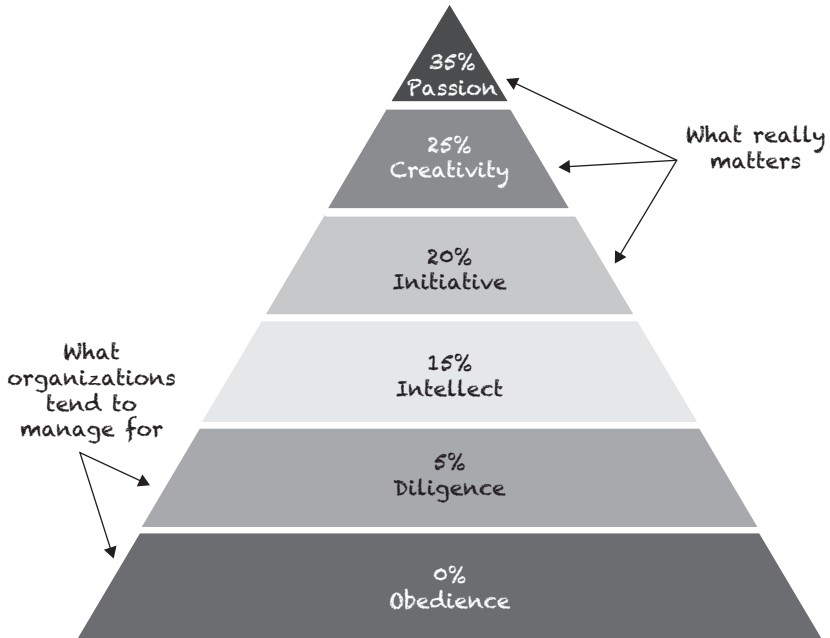 35%
Passion
25%
Creativity
What really
matters
20%
Initiative
What
organizations
tend to
manage for
15%
Intellect
5%
Diligence
0%
Obedience